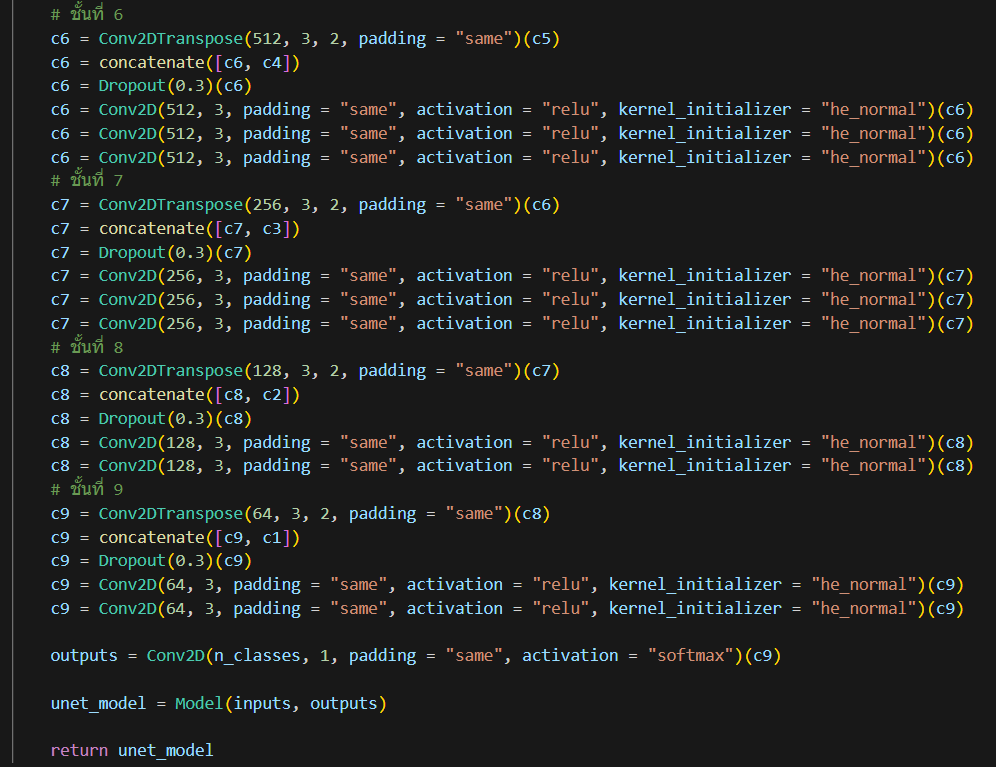 # ชั้นที่ 6
c6 = Conv2DTranspose(512, 3, 2, padding = "same")(c5)
c6 = concatenate([c6, c4])
c6 = Dropout(0.3)(c6)
c6 = Conv2D(512, 3, padding = "same", activation = "relu", kernel_initializer = "he_normal")(c6)
c6 = Conv2D(512, 3, padding = "same", activation = "relu", kernel_initializer = "he_normal")(c6)
c6 = Conv2D(512, 3, padding = "same", activation = "relu", kernel_initializer = "he_normal")(c6)
# ชั้นที่ 7
c7 = Conv2DTranspose(256, 3, 2, padding = "same")(c6)
c7 = concatenate([c7, c3])
c7 = Dropout(0.3)(c7)
c7 = Conv2D(256, 3, padding = "same", activation = "relu", kernel_initializer = "he_normal")(c7)
c7 = Conv2D(256, 3, padding = "same", activation = "relu", kernel_initializer = "he_normal")(c7)
c7 = Conv2D(256, 3, padding = "same", activation = "relu", kernel_initializer = "he_normal")(c7)
# ชั้นที่ 8
c8 = Conv2DTranspose(128, 3, 2, padding = "same")(c7)
c8 = concatenate([c8, c2])
c8 = Dropout(0.3)(c8)
c8 = Conv2D(128, 3, padding = "same", activation = "relu", kernel_initializer = "he_normal")(c8)
c8 = Conv2D(128, 3, padding = "same", activation = "relu", kernel_initializer = "he_normal")(c8)
# ชั้นที่ 9
c9 = Conv2DTranspose(64, 3, 2, padding = "same")(c8)
c9 = concatenate([c9, c1])
c9 = Dropout(0.3)(c9)
c9 = Conv2D(64, 3, padding = "same", activation = "relu", kernel_initializer = "he_normal")(c9)
c9 = Conv2D(64, 3, padding = "same", activation = "relu", kernel_initializer = "he_normal")(c9)
outputs = Conv2D(n_classes, 1, padding = "same", activation = "softmax")(c9)
unet_model = Model(inputs, outputs)
return unet_model